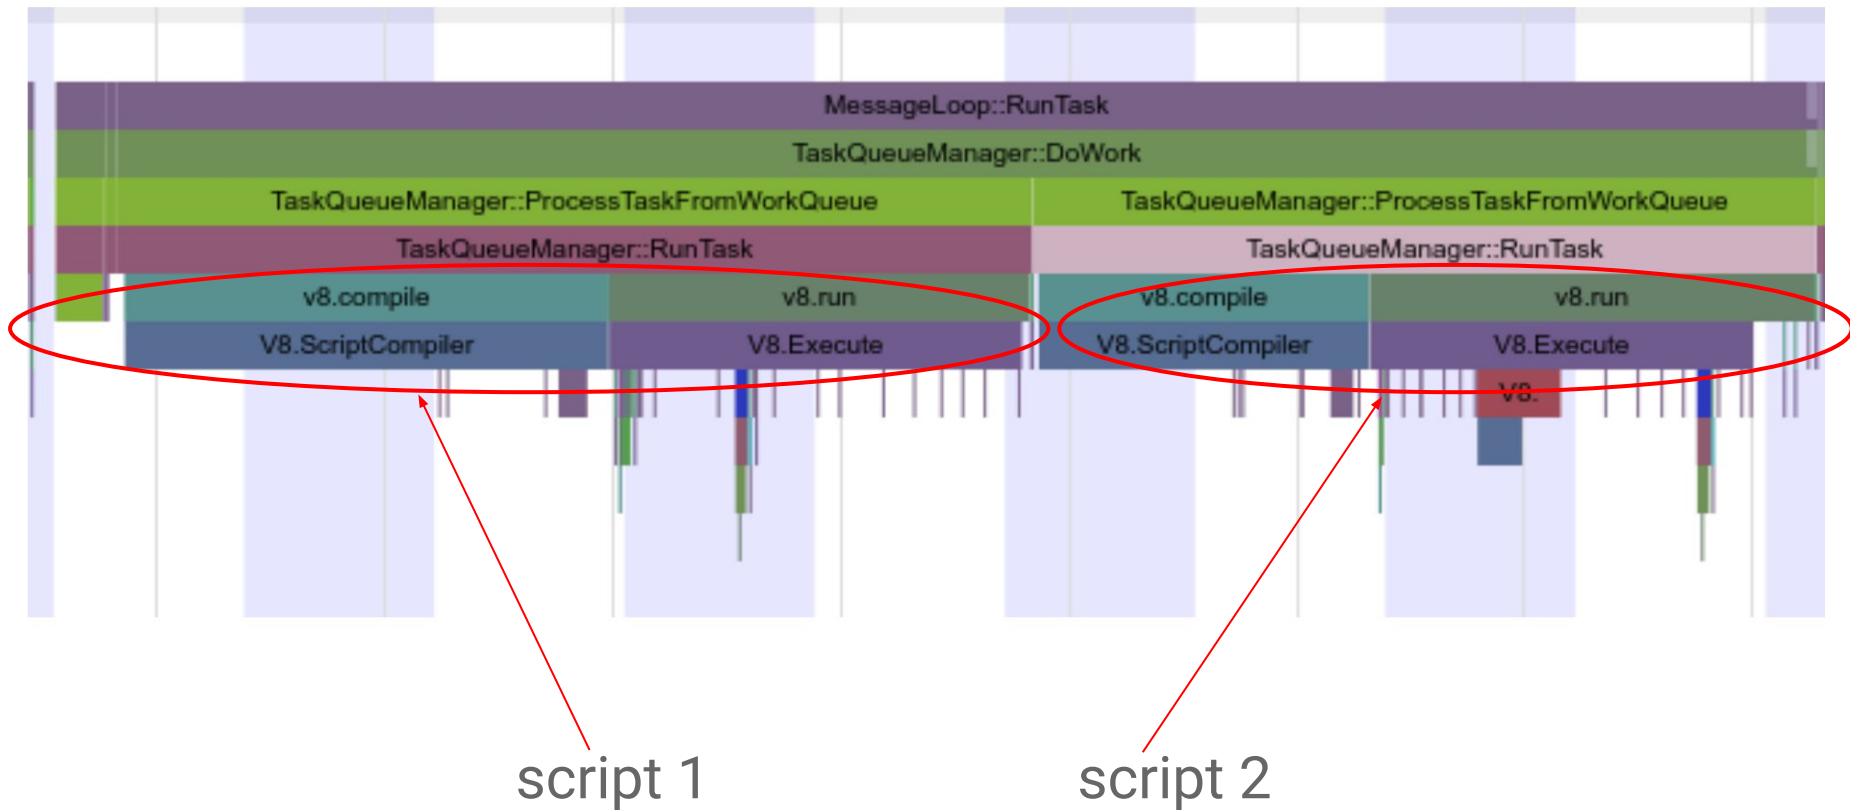 MessageLoop::RunTask
TaskQueueManager::DoWork
TaskQueueManager::ProcessTaskFromWorkQueue TaskQueueManager::ProcessTaskFromWorkQueue
TaskQueueManager::RunTask TaskQueueManager::RunTask
v8.compile v8.run v8.compile v8.run
V8.ScriptCompiler V8.Execute V8.ScriptCompiler V8.Execute
V8.
script 1 script 2